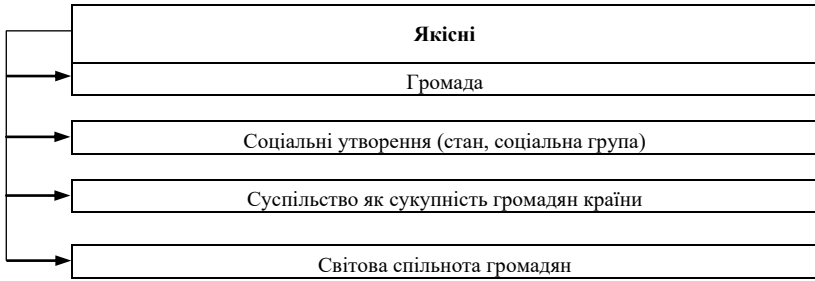 Якісні
Громада
Соціальні утворення (стан, соціальна група)
Суспільство як сукупність громадян країни
Світова спільнота громадян